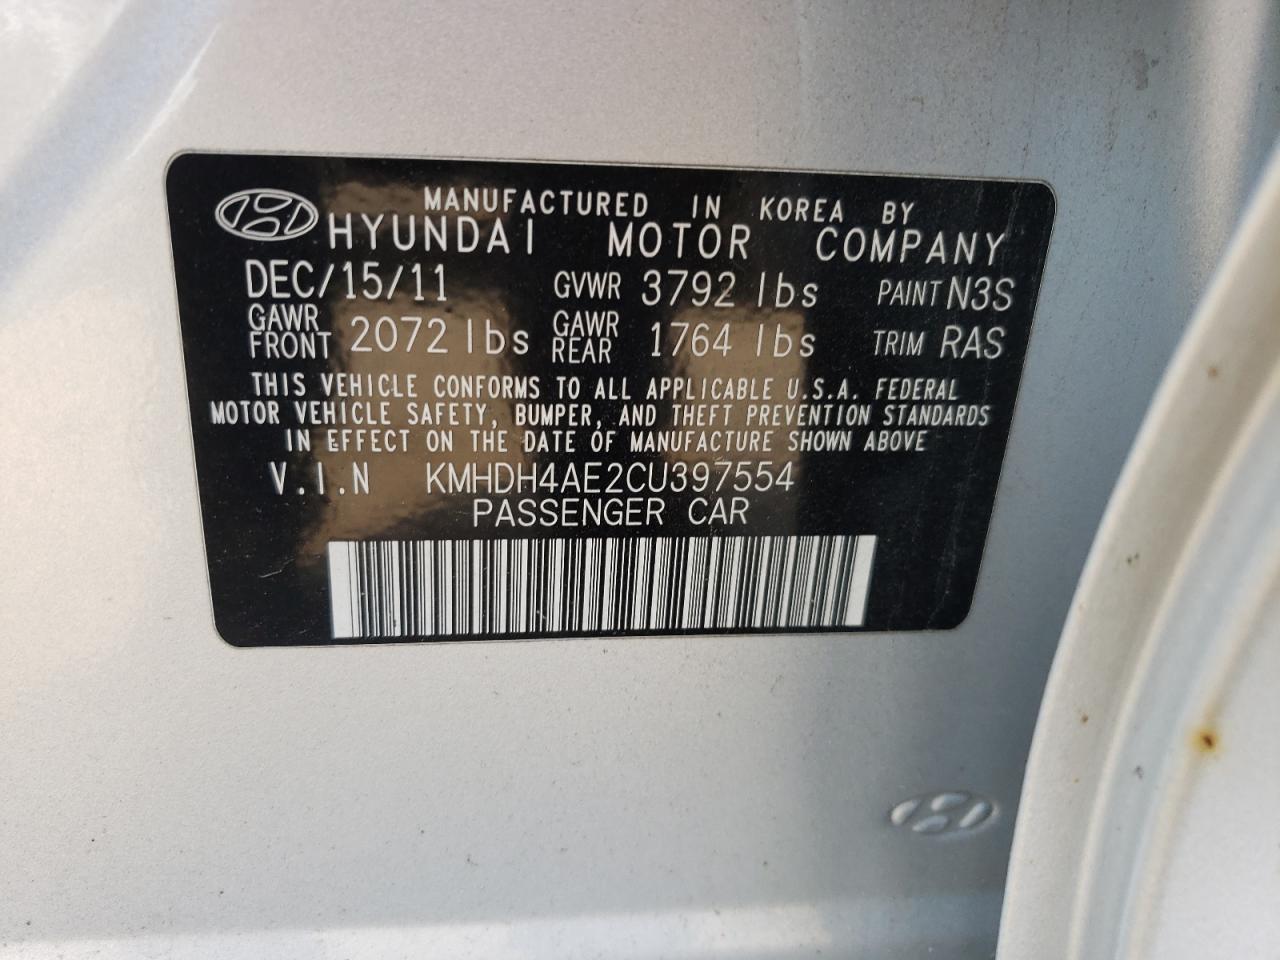 MANUFACTURED IN KOREA BY
HYUNDAI MOTOR COMPANY
DEC/15/11 GVWR 3792 lbs PAINT N3S
GAWR FRONT 2072 lbs GAWR REAR 1764 lbs TRIM RAS
THIS VEHICLE CONFORMS TO ALL APPLICABLE U.S.A. FEDERAL
MOTOR VEHICLE SAFETY, BUMPER, AND THEFT PREVENTION STANDARDS
IN EFFECT ON THE DATE OF MANUFACTURE SHOWN ABOVE
V.I.N KMHDH4AE2CU397554
PASSENGER CAR